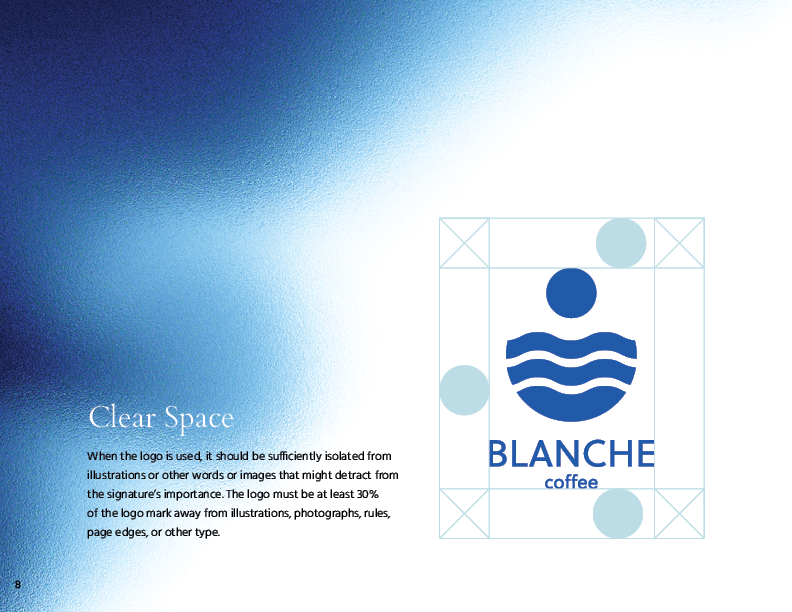 Clear Space
When the logo is used, it should be sufficiently isolated from
illustrations or other words or images that might detract from
the signature's importance. The logo must be at least 30%
of the logo mark away from illustrations, photographs, rules,
page edges, or other type.
BLANCHE
coffee
8